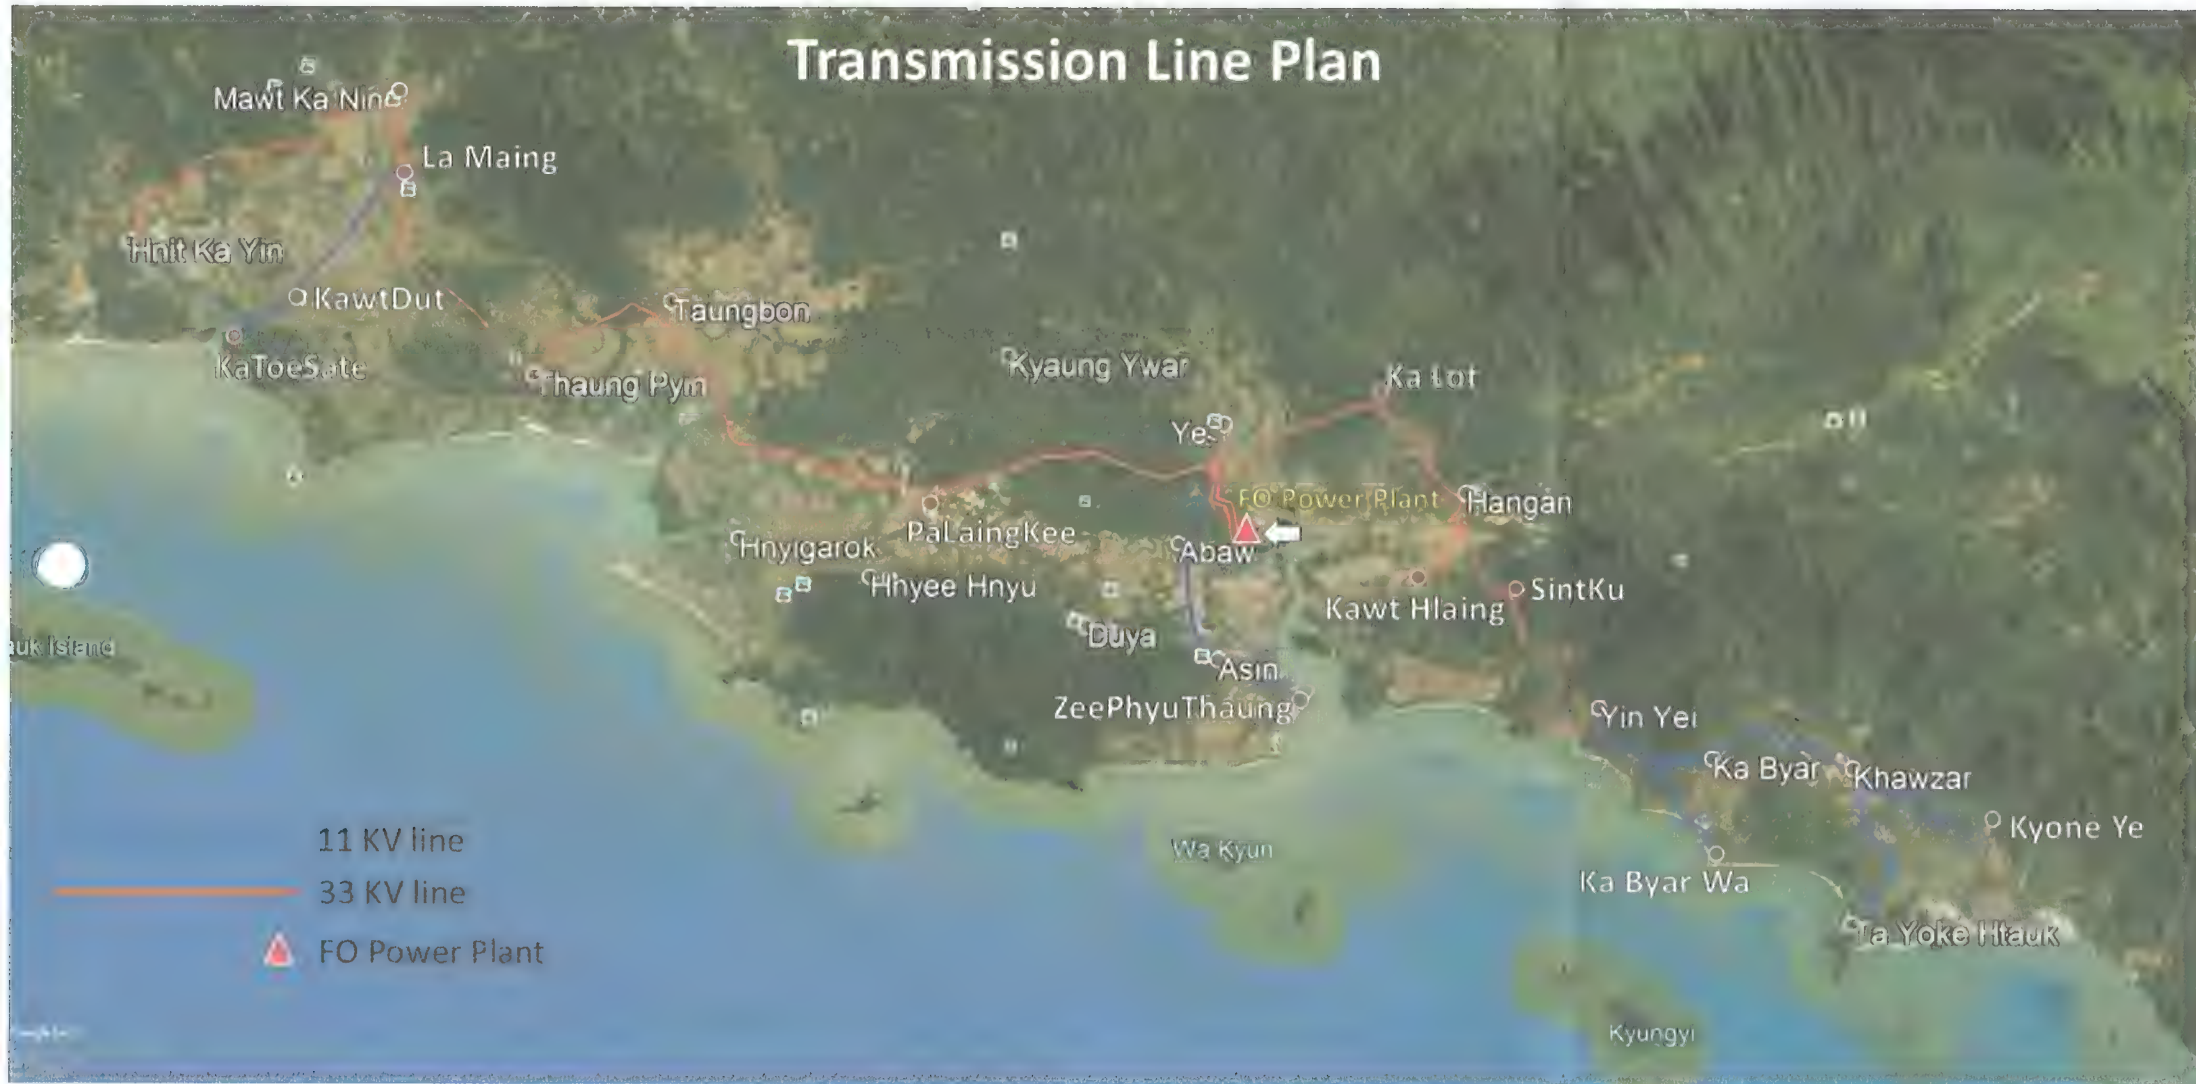 Transmission Line Plan
Mawt Ka Nin
La Maing
Hnit Ka Yin
KawtDut
Taungbon
KaToeSate
Thaung Pyin
Kyaung Ywar
Ka Lot
Ye
FO Power Plant
Hangan
PaLaingKee
Hnyigarok
Abaw
Hhyee Hnyu
SintKu
Kawt Hlaing
Duya
uk Island
Asin
ZeePhyuThaung
Yin Yei
Ka Byar
Khawzar
Kyone Ye
11 KV line
Wa Kyun
Ka Byar Wa
33 KV line
Ta Yoke Htauk
FO Power Plant
Kyungyi